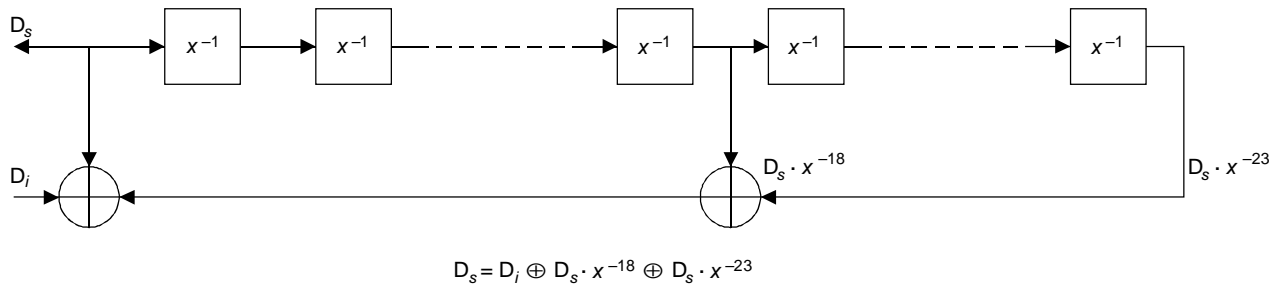 Dₛ
x⁻¹ x⁻¹ x⁻¹ x⁻¹ x⁻¹
Dᵢ
Dₛ · x⁻¹⁸
Dₛ · x⁻²³
Dₛ = Dᵢ ⊕ Dₛ · x⁻¹⁸ ⊕ Dₛ · x⁻²³